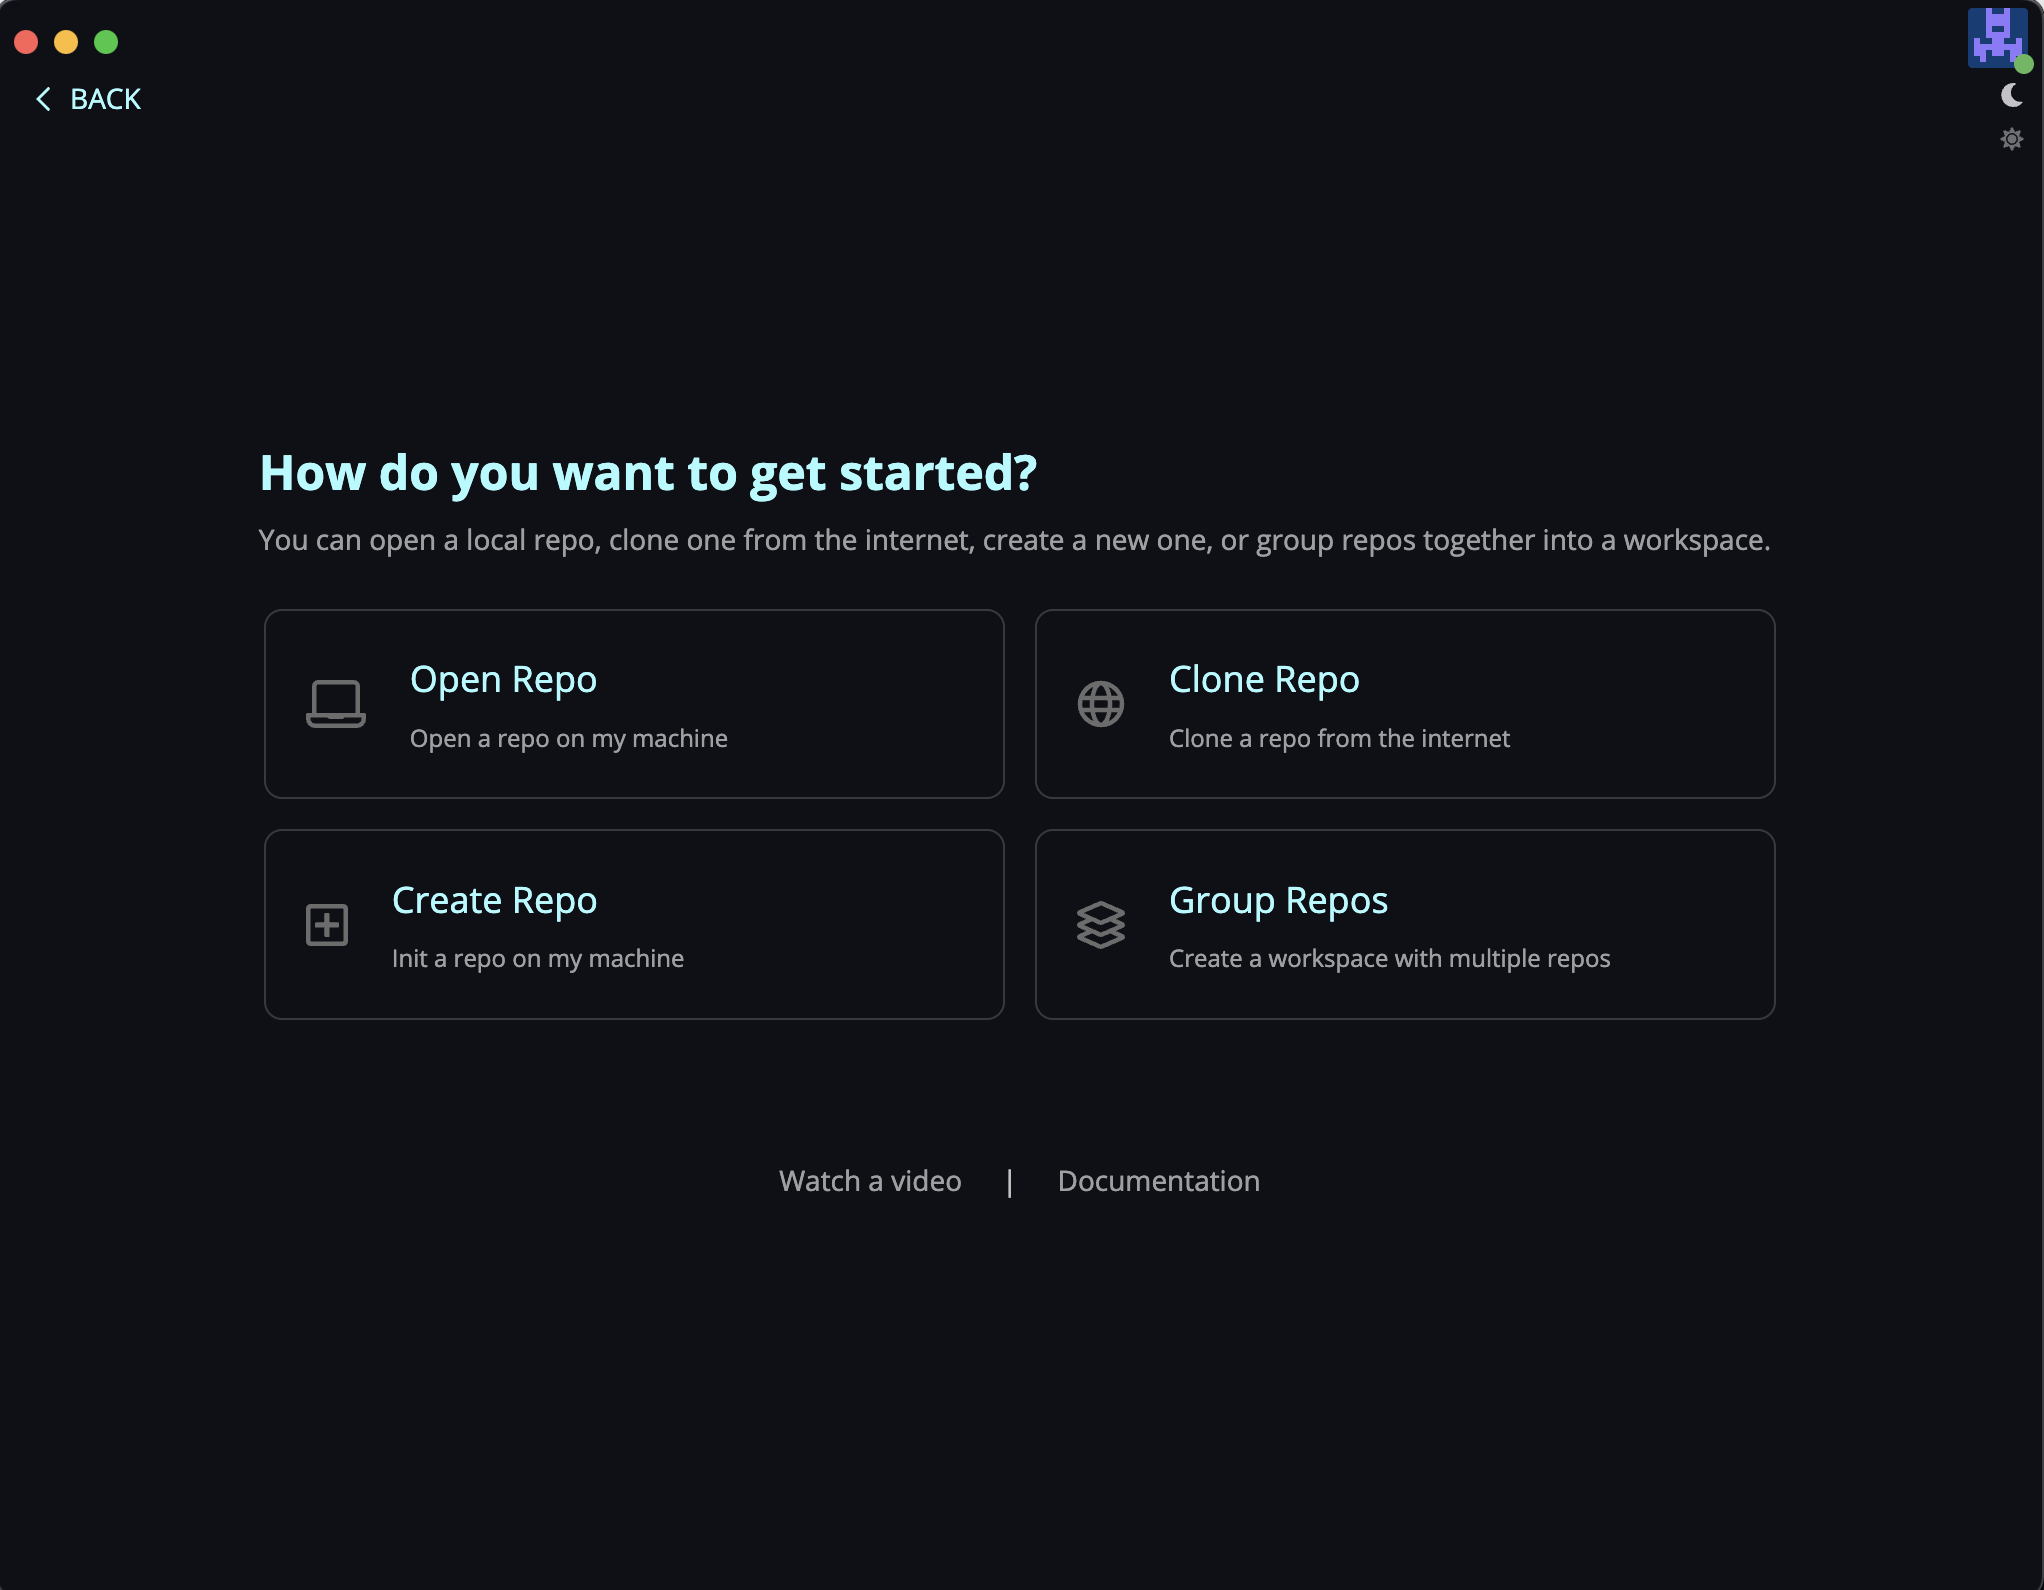 BACK
How do you want to get started?
You can open a local repo, clone one from the internet, create a new one, or group repos together into a workspace.
Open Repo
Open a repo on my machine
Clone Repo
Clone a repo from the internet
Create Repo
Init a repo on my machine
Group Repos
Create a workspace with multiple repos
Watch a video | Documentation